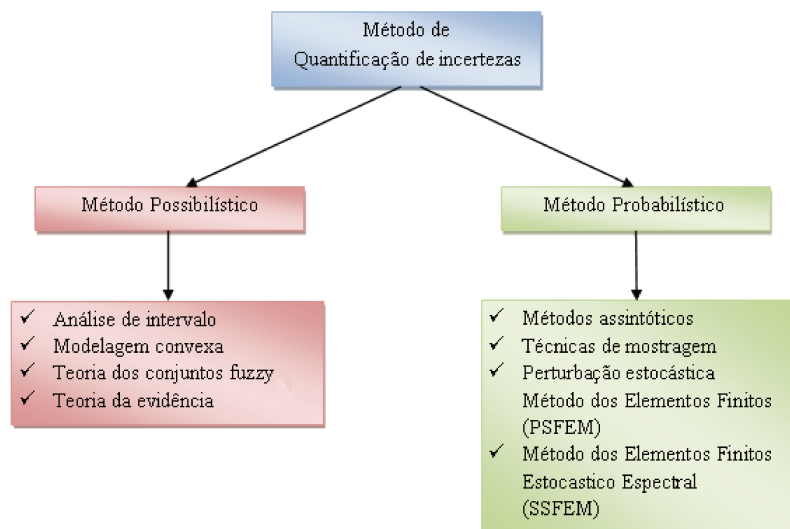 Método de
Quantificação de incertezas
Método Possibilístico
Método Probabilístico
✓ Análise de intervalo
✓ Modelagem convexa
✓ Teoria dos conjuntos fuzzy
✓ Teoria da evidência
✓ Métodos assintóticos
✓ Técnicas de mostragem
✓ Perturbação estocástica
Método dos Elementos Finitos
(PSFEM)
✓ Método dos Elementos Finitos
Estocastico Espectral
(SSFEM)